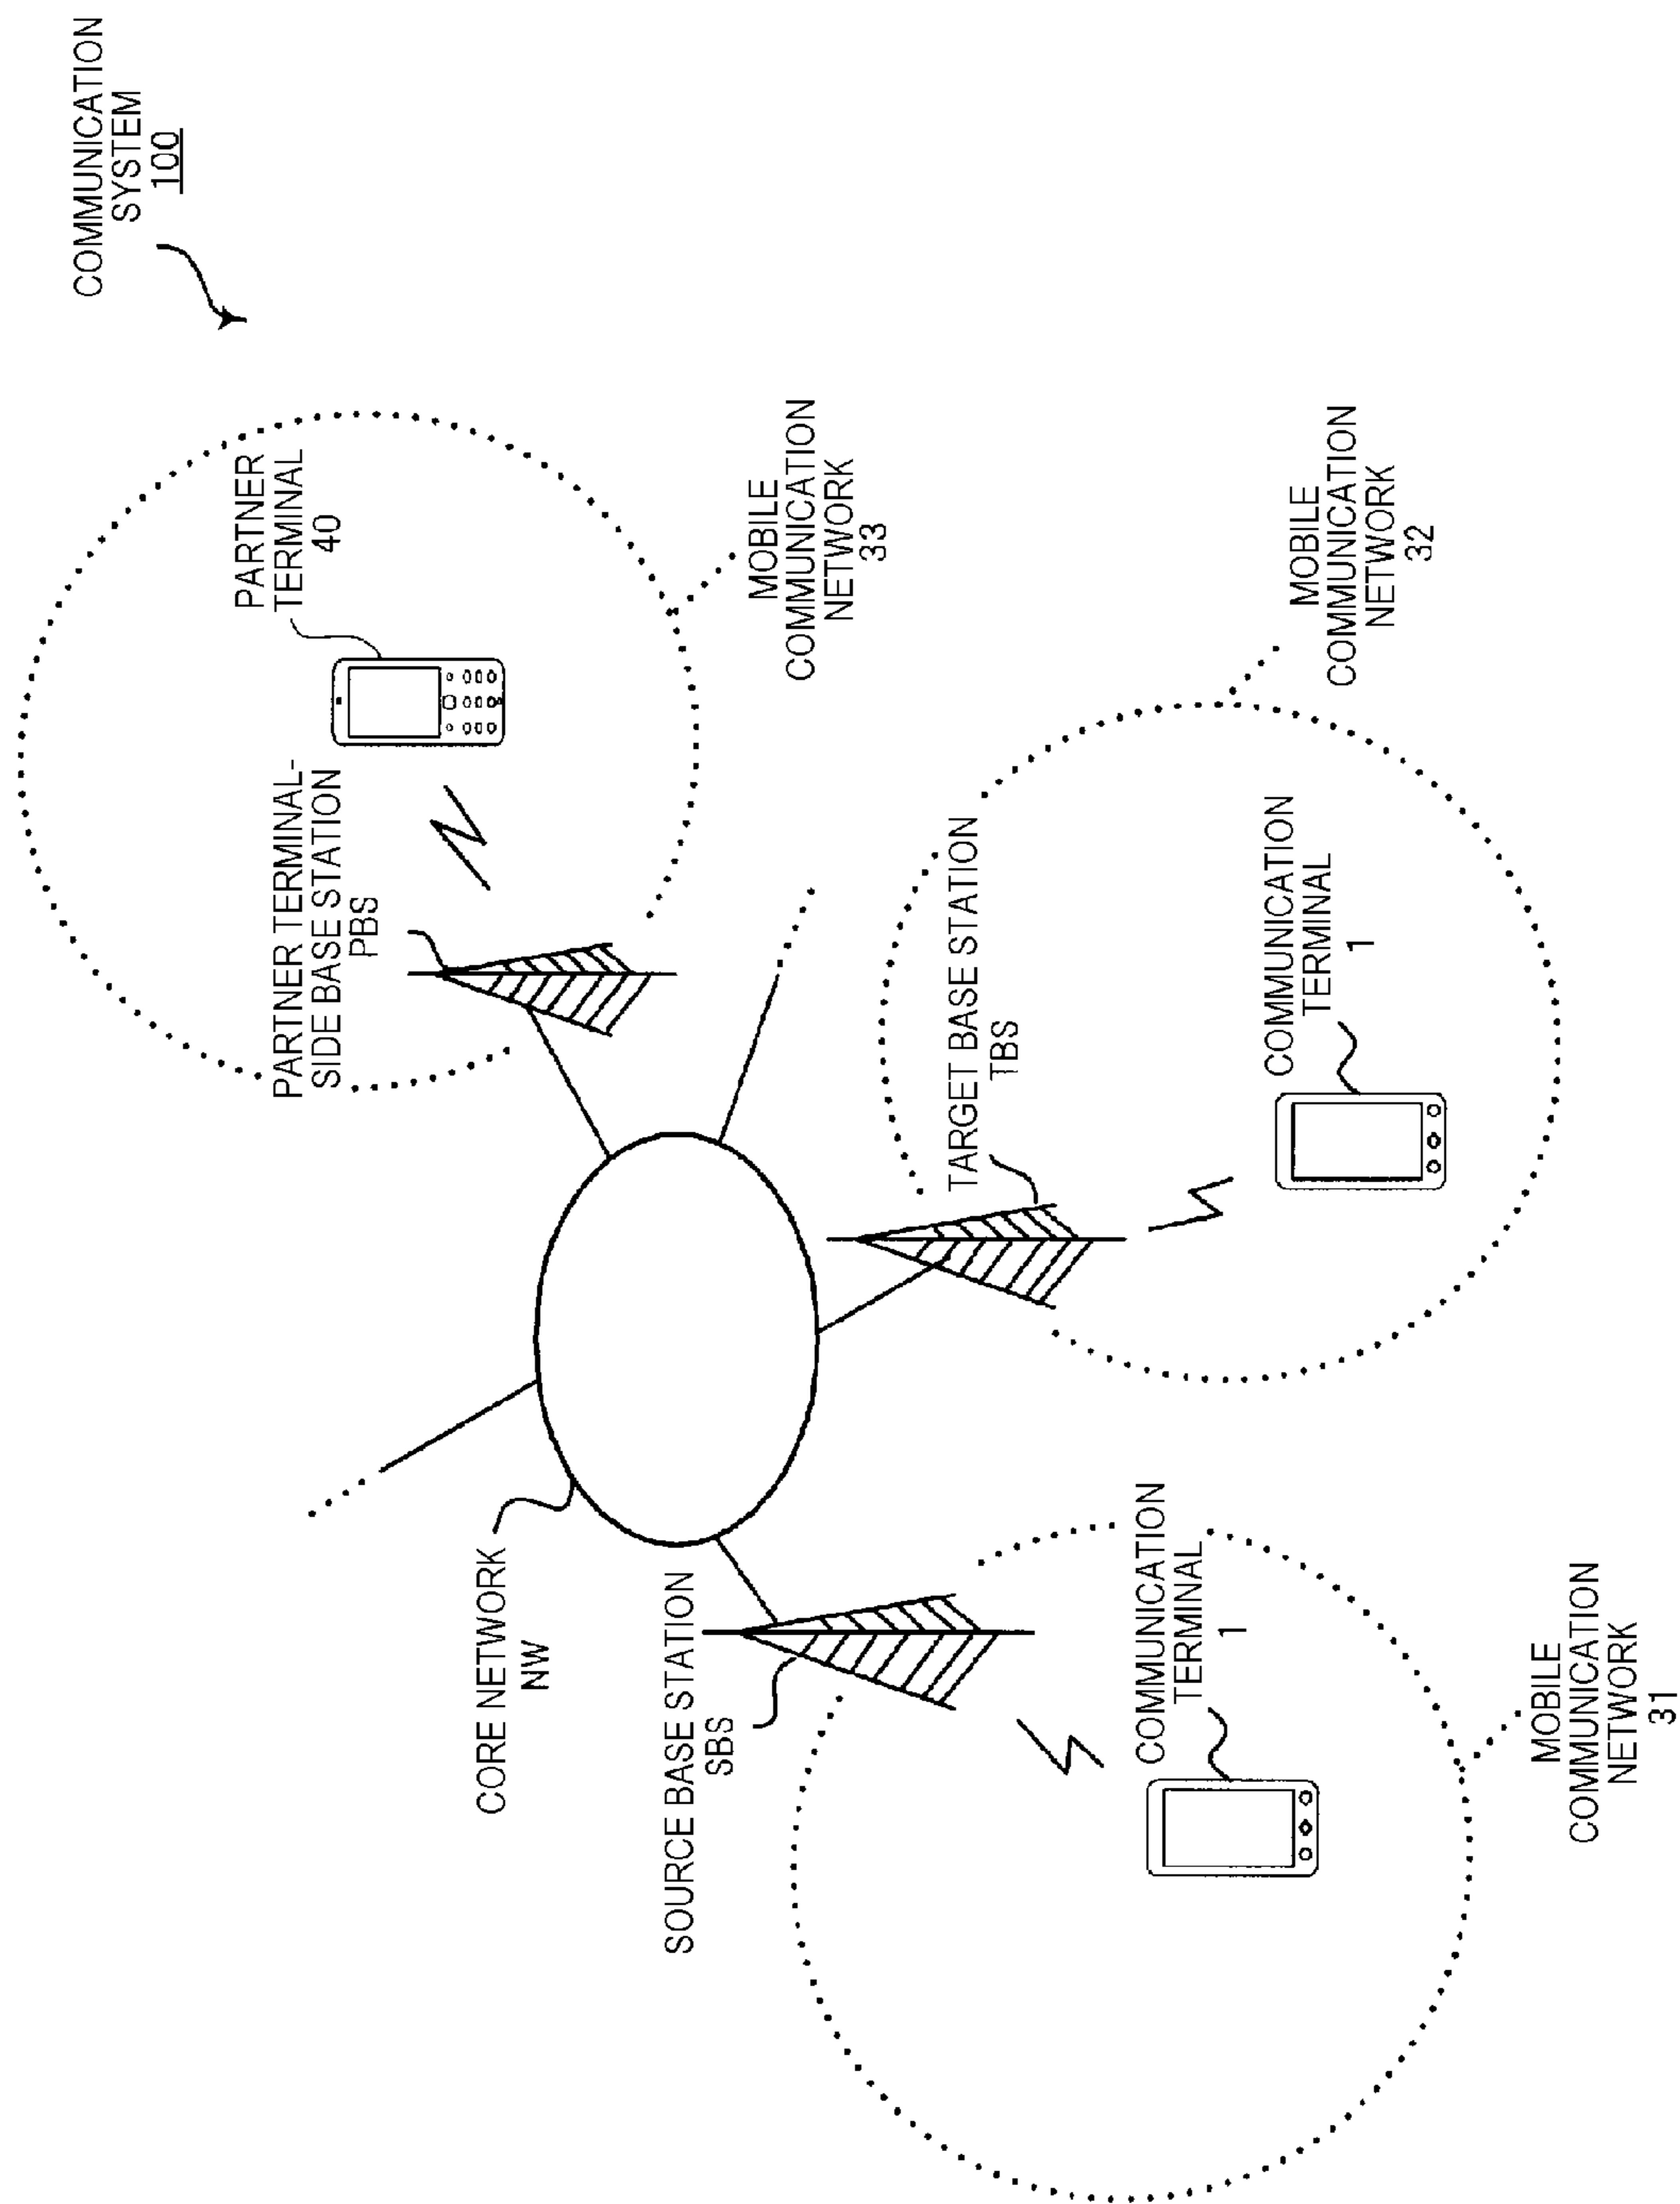 COMMUNICATION
SYSTEM
100
PARTNER
TERMINAL
40
PARTNER TERMINAL-
SIDE BASE STATION
PBS
MOBILE
COMMUNICATION
NETWORK
33
CORE NETWORK
NW
SOURCE BASE STATION
SBS
TARGET BASE STATION
TBS
COMMUNICATION
TERMINAL
1
MOBILE
COMMUNICATION
NETWORK
32
COMMUNICATION
TERMINAL
1
MOBILE
COMMUNICATION
NETWORK
31